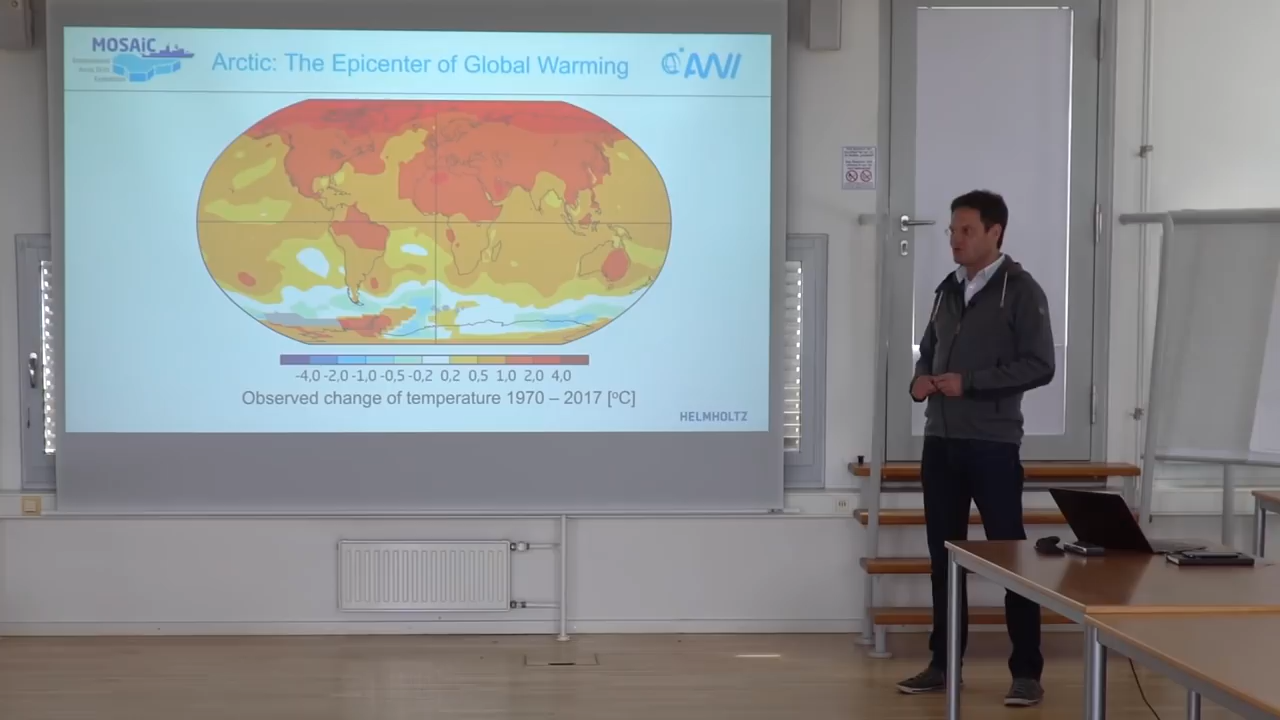 MOSAiC
Arctic: The Epicenter of Global Warming
AWI
-4,0 -2,0 -1,0 -0,5 -0,2 0,2 0,5 1,0 2,0 4,0
Observed change of temperature 1970 – 2017 [°C]
HELMHOLTZ